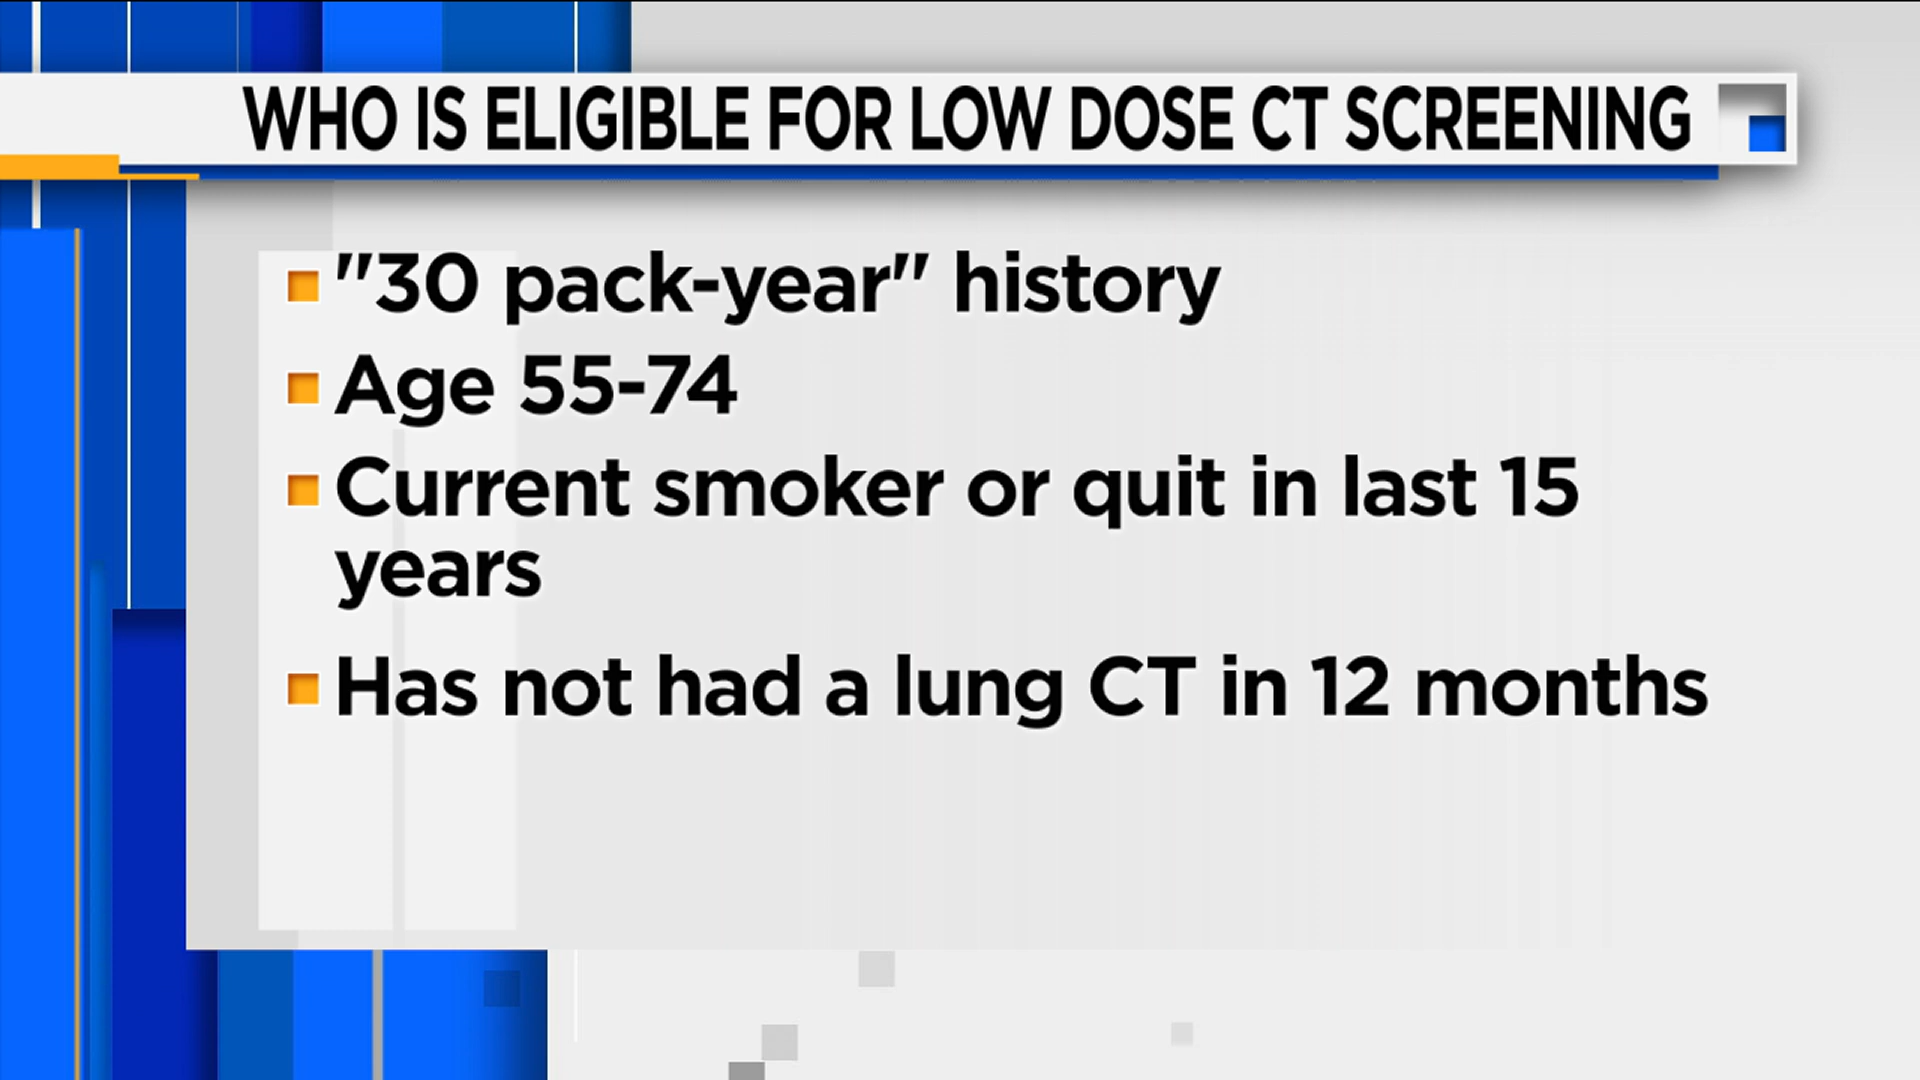 WHO IS ELIGIBLE FOR LOW DOSE CT SCREENING
"30 pack-year" history
Age 55-74
Current smoker or quit in last 15
years
Has not had a lung CT in 12 months